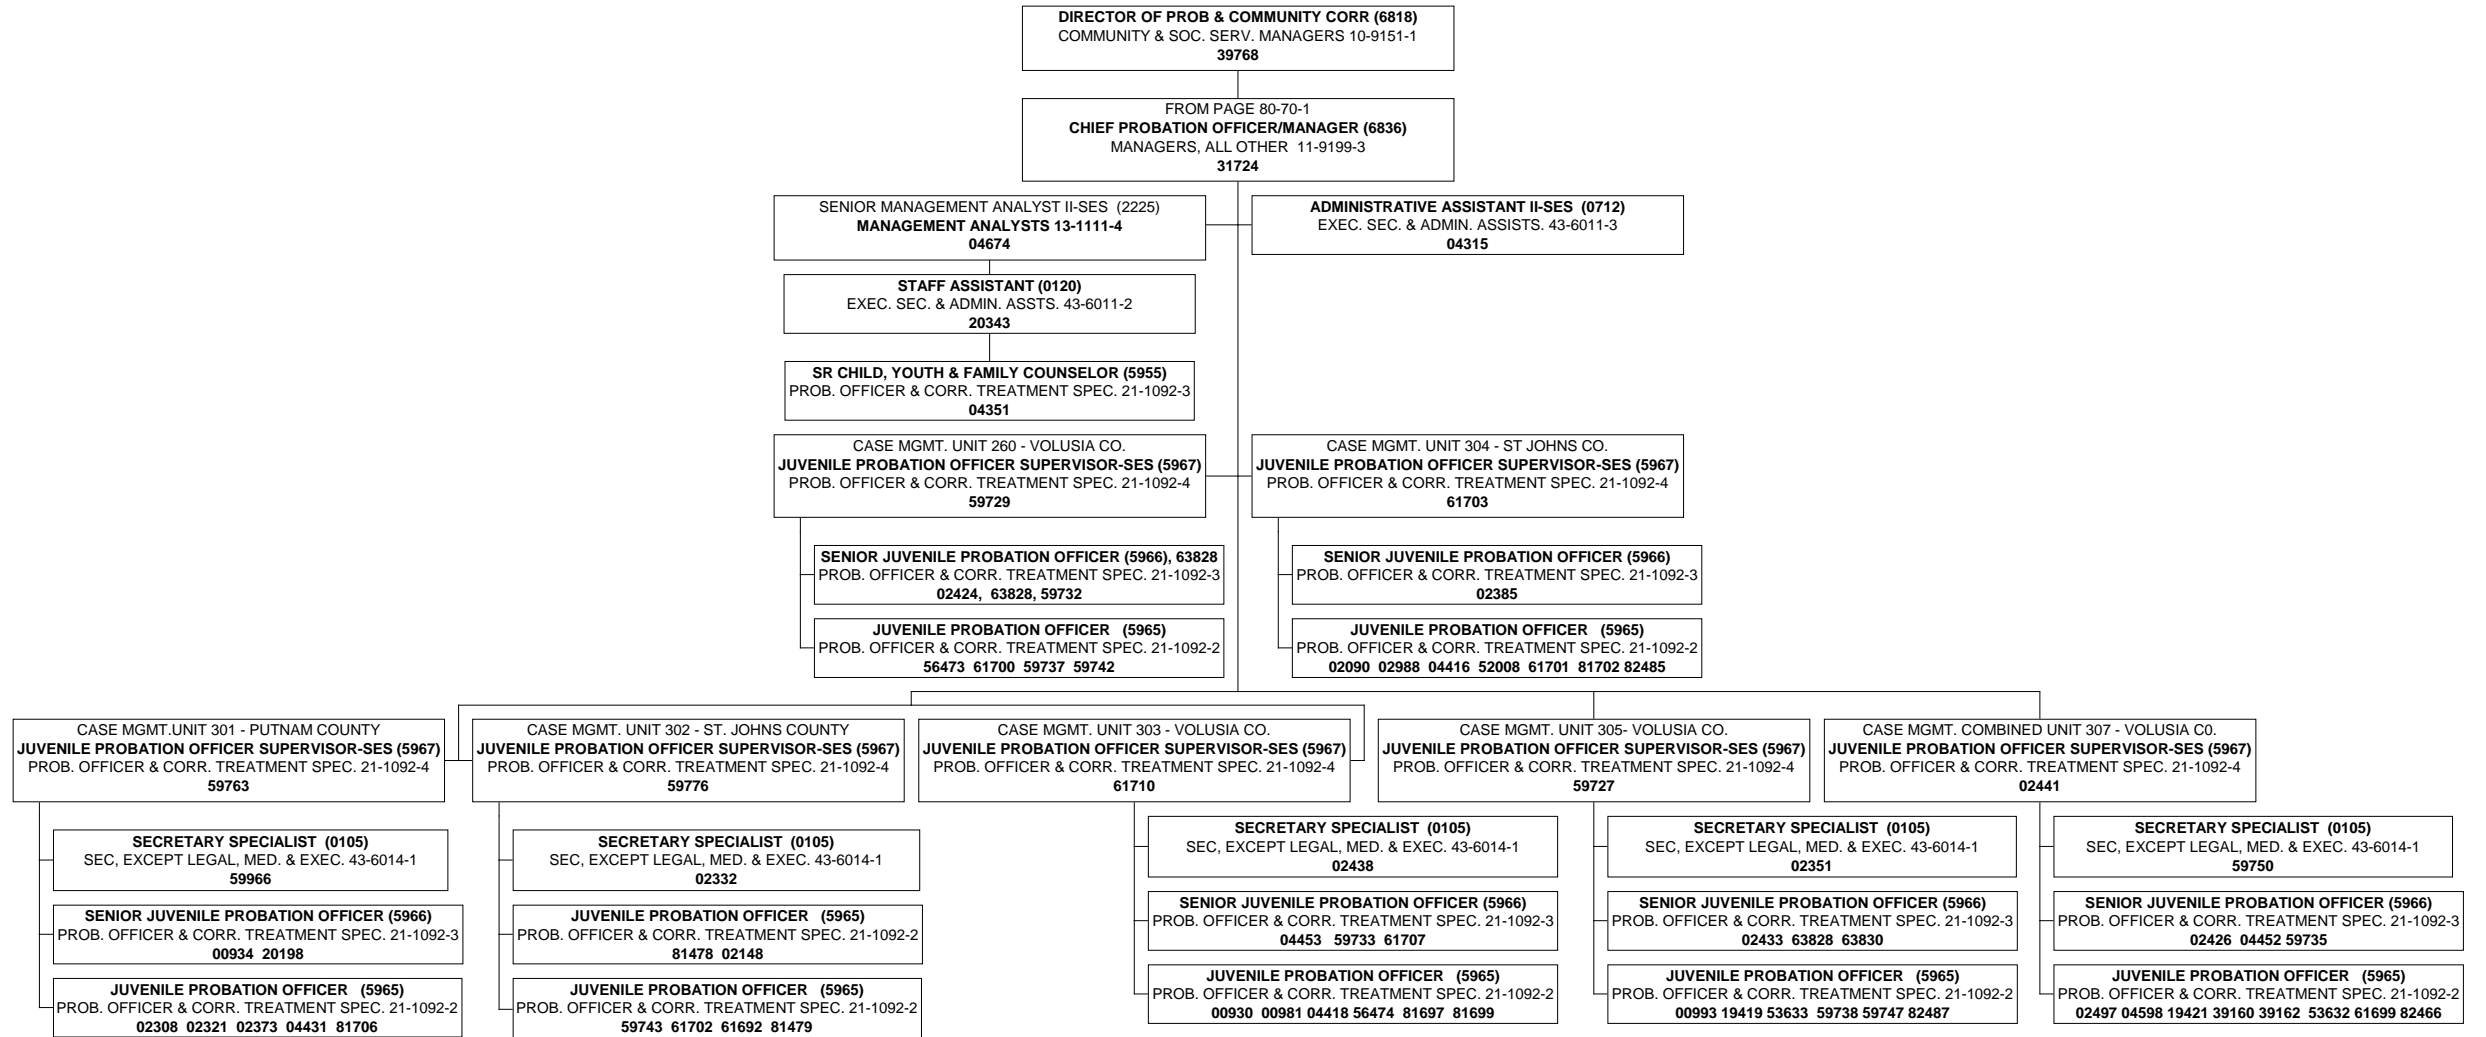 DIRECTOR OF PROB & COMMUNITY CORR (6818)
COMMUNITY & SOC. SERV. MANAGERS 10-9151-1
39768
FROM PAGE 80-70-1
CHIEF PROBATION OFFICER/MANAGER (6836)
MANAGERS, ALL OTHER  11-9199-3
31724
SENIOR MANAGEMENT ANALYST II-SES  (2225)
MANAGEMENT ANALYSTS 13-1111-4
04674
ADMINISTRATIVE ASSISTANT II-SES  (0712)
EXEC. SEC. & ADMIN. ASSISTS. 43-6011-3
04315
STAFF ASSISTANT (0120)
EXEC. SEC. & ADMIN. ASSTS. 43-6011-2
20343
SR CHILD, YOUTH & FAMILY COUNSELOR (5955)
PROB. OFFICER & CORR. TREATMENT SPEC. 21-1092-3
04351
CASE MGMT. UNIT 260 - VOLUSIA CO.
JUVENILE PROBATION OFFICER SUPERVISOR-SES (5967)
PROB. OFFICER & CORR. TREATMENT SPEC. 21-1092-4
59729
CASE MGMT. UNIT 304 - ST JOHNS CO.
JUVENILE PROBATION OFFICER SUPERVISOR-SES (5967)
PROB. OFFICER & CORR. TREATMENT SPEC. 21-1092-4
61703
SENIOR JUVENILE PROBATION OFFICER (5966), 63828
PROB. OFFICER & CORR. TREATMENT SPEC. 21-1092-3
02424,  63828, 59732
SENIOR JUVENILE PROBATION OFFICER (5966)
PROB. OFFICER & CORR. TREATMENT SPEC. 21-1092-3
02385
JUVENILE PROBATION OFFICER   (5965)
PROB. OFFICER & CORR. TREATMENT SPEC. 21-1092-2
56473  61700  59737  59742
JUVENILE PROBATION OFFICER   (5965)
PROB. OFFICER & CORR. TREATMENT SPEC. 21-1092-2
02090  02988  04416  52008  61701  81702 82485
CASE MGMT.UNIT 301 - PUTNAM COUNTY
JUVENILE PROBATION OFFICER SUPERVISOR-SES (5967)
PROB. OFFICER & CORR. TREATMENT SPEC. 21-1092-4
59763
CASE MGMT. UNIT 302 - ST. JOHNS COUNTY
JUVENILE PROBATION OFFICER SUPERVISOR-SES (5967)
PROB. OFFICER & CORR. TREATMENT SPEC. 21-1092-4
59776
CASE MGMT. UNIT 303 - VOLUSIA CO.
JUVENILE PROBATION OFFICER SUPERVISOR-SES (5967)
PROB. OFFICER & CORR. TREATMENT SPEC. 21-1092-4
61710
CASE MGMT. UNIT 305- VOLUSIA CO.
JUVENILE PROBATION OFFICER SUPERVISOR-SES (5967)
PROB. OFFICER & CORR. TREATMENT SPEC. 21-1092-4
59727
CASE MGMT. COMBINED UNIT 307 - VOLUSIA C0.
JUVENILE PROBATION OFFICER SUPERVISOR-SES (5967)
PROB. OFFICER & CORR. TREATMENT SPEC. 21-1092-4
02441
SECRETARY SPECIALIST  (0105)
SEC, EXCEPT LEGAL, MED. & EXEC. 43-6014-1
59966
SENIOR JUVENILE PROBATION OFFICER (5966)
PROB. OFFICER & CORR. TREATMENT SPEC. 21-1092-3
00934  20198
JUVENILE PROBATION OFFICER   (5965)
PROB. OFFICER & CORR. TREATMENT SPEC. 21-1092-2
02308  02321  02373  04431  81706
SECRETARY SPECIALIST  (0105)
SEC, EXCEPT LEGAL, MED. & EXEC. 43-6014-1
02332
JUVENILE PROBATION OFFICER   (5965)
PROB. OFFICER & CORR. TREATMENT SPEC. 21-1092-2
81478  02148
JUVENILE PROBATION OFFICER   (5965)
PROB. OFFICER & CORR. TREATMENT SPEC. 21-1092-2
59743  61702  61692  81479
SECRETARY SPECIALIST  (0105)
SEC, EXCEPT LEGAL, MED. & EXEC. 43-6014-1
02438
SENIOR JUVENILE PROBATION OFFICER (5966)
PROB. OFFICER & CORR. TREATMENT SPEC. 21-1092-3
04453   59733  61707
JUVENILE PROBATION OFFICER   (5965)
PROB. OFFICER & CORR. TREATMENT SPEC. 21-1092-2
00930  00981 04418 56474  81697  81699
SECRETARY SPECIALIST  (0105)
SEC, EXCEPT LEGAL, MED. & EXEC. 43-6014-1
02351
SENIOR JUVENILE PROBATION OFFICER (5966)
PROB. OFFICER & CORR. TREATMENT SPEC. 21-1092-3
02433  63828  63830
JUVENILE PROBATION OFFICER   (5965)
PROB. OFFICER & CORR. TREATMENT SPEC. 21-1092-2
00993 19419  53633  59738 59747 82487
SECRETARY SPECIALIST  (0105)
SEC, EXCEPT LEGAL, MED. & EXEC. 43-6014-1
59750
SENIOR JUVENILE PROBATION OFFICER (5966)
PROB. OFFICER & CORR. TREATMENT SPEC. 21-1092-3
02426  04452 59735
JUVENILE PROBATION OFFICER   (5965)
PROB. OFFICER & CORR. TREATMENT SPEC. 21-1092-2
02497 04598 19421 39160 39162  53632 61699 82466